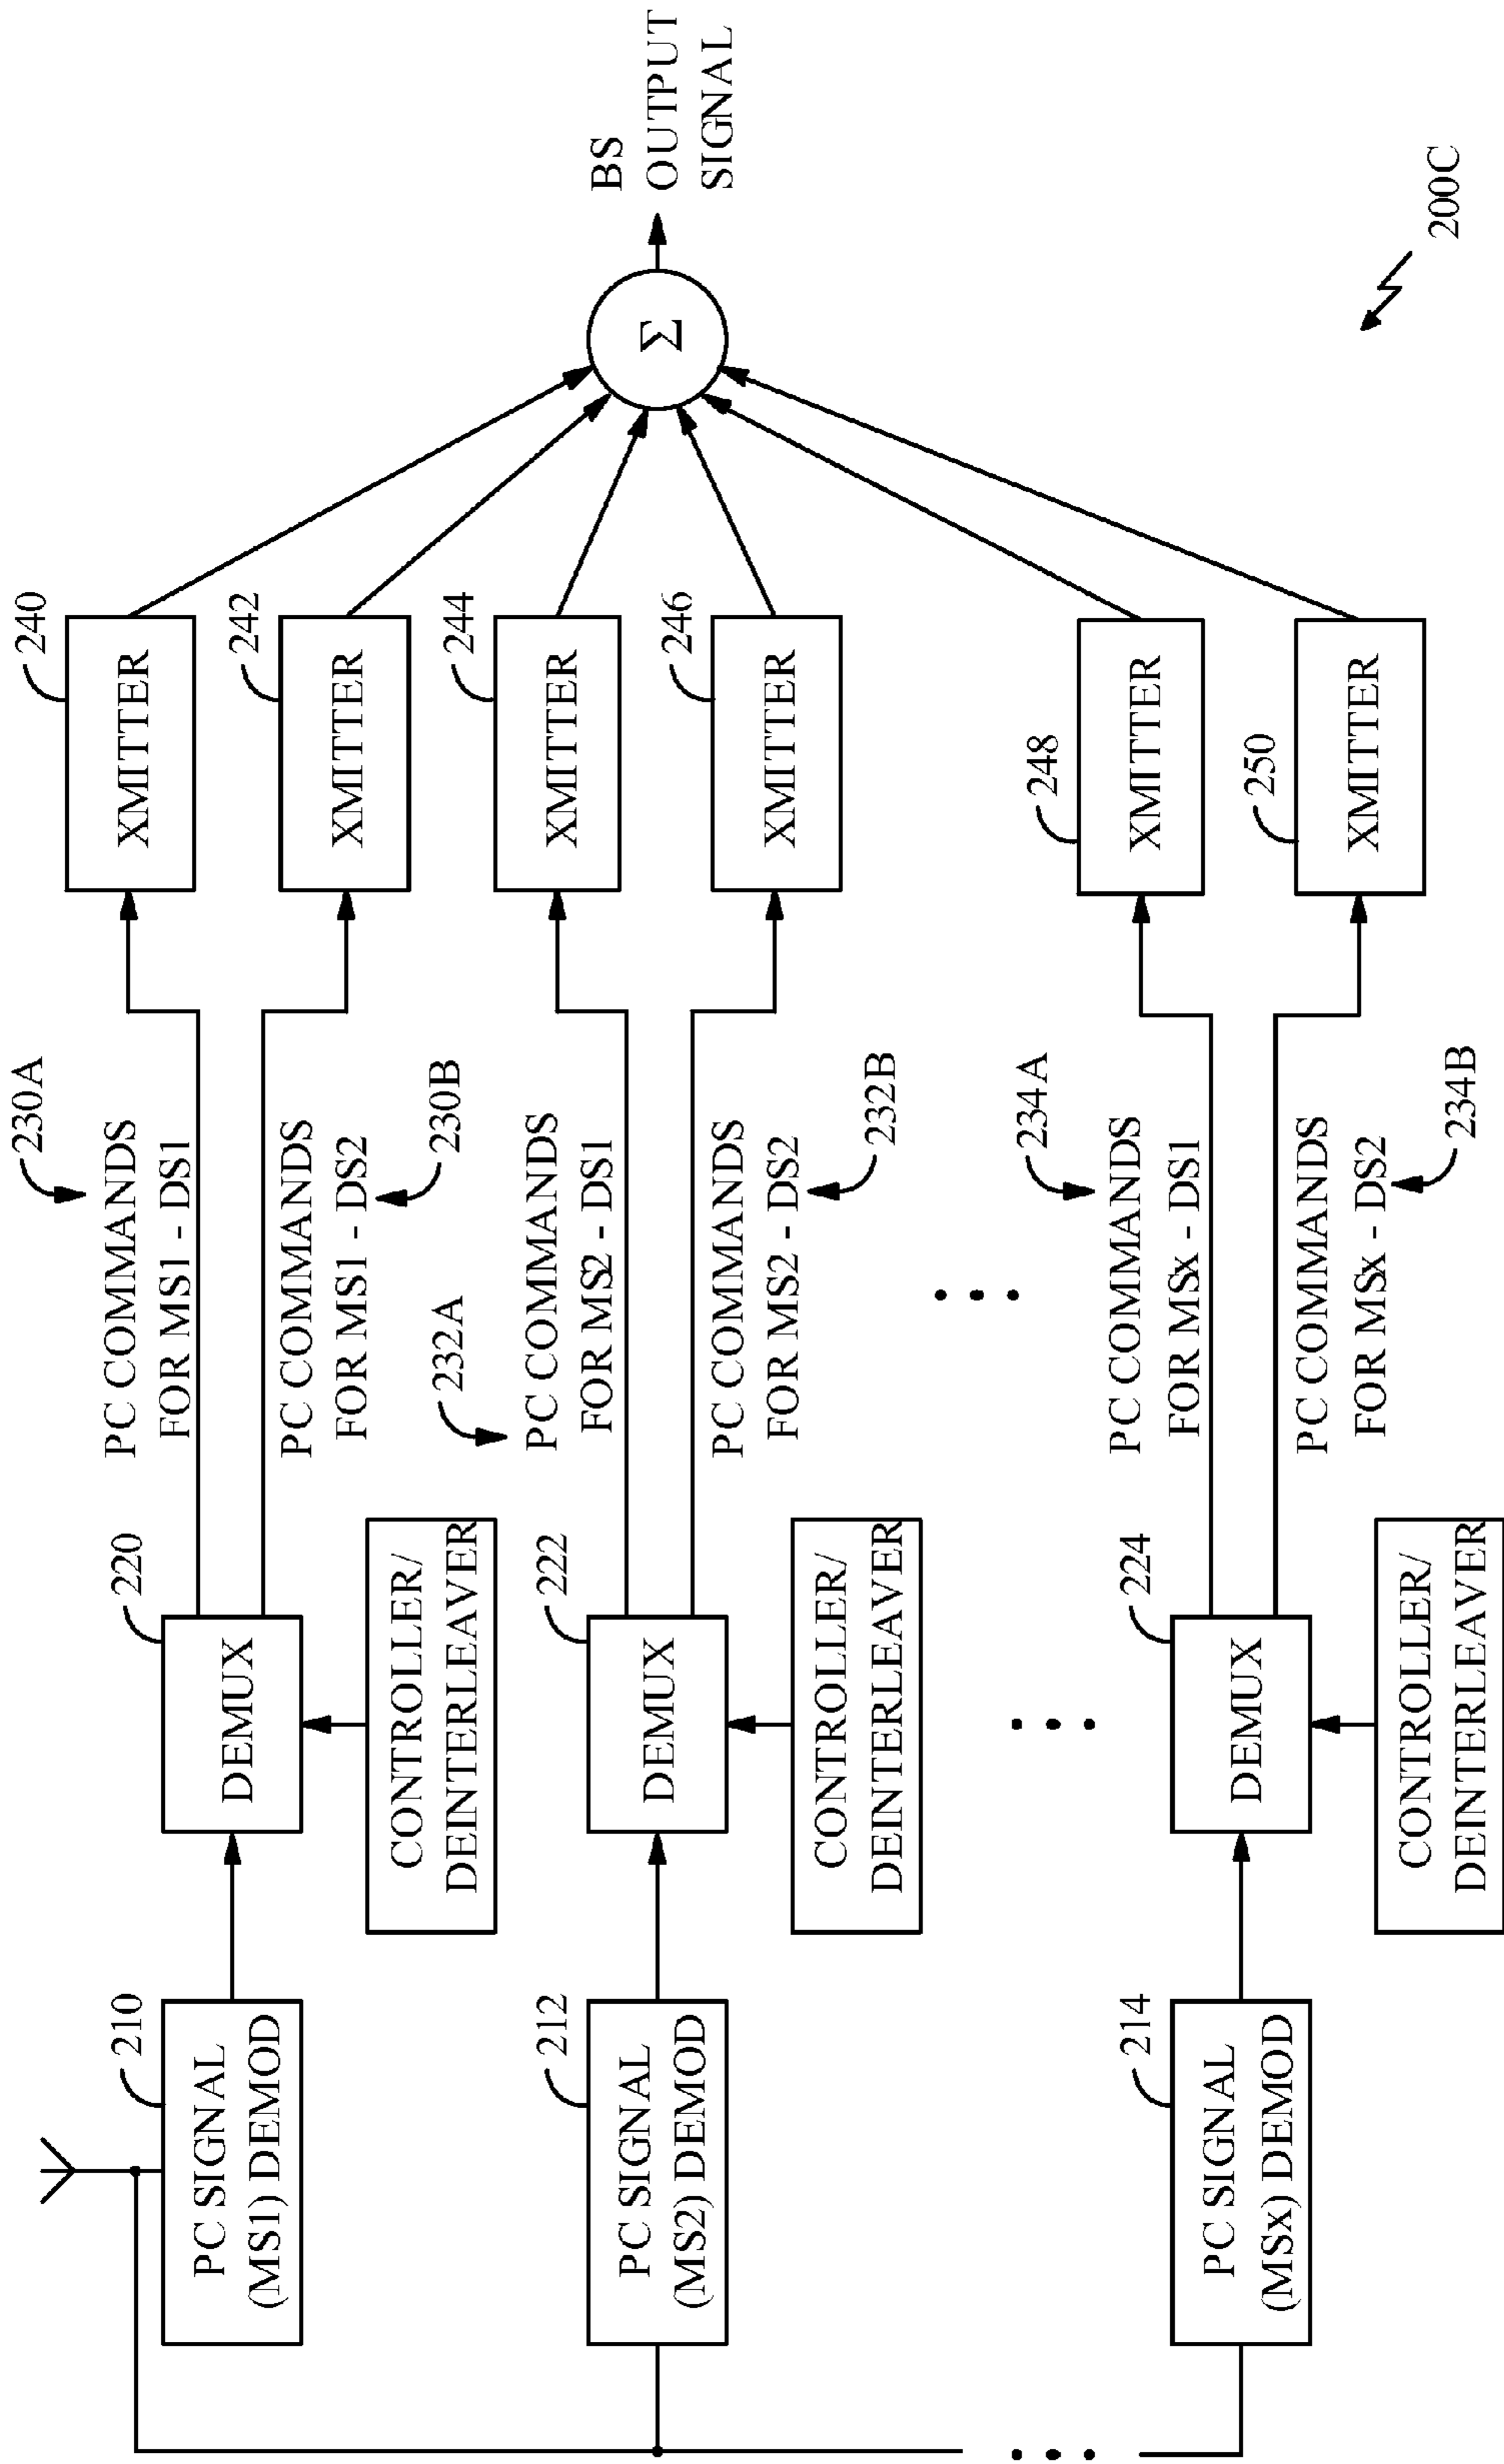 210
PC SIGNAL
(MS1) DEMOD
220
DEMUX
CONTROLLER/
DEINTERLEAVER
230A
PC COMMANDS
FOR MS1 - DS1
PC COMMANDS
FOR MS1 - DS2
230B
240
XMITTER
242
XMITTER
212
PC SIGNAL
(MS2) DEMOD
222
DEMUX
CONTROLLER/
DEINTERLEAVER
232A
PC COMMANDS
FOR MS2 - DS1
PC COMMANDS
FOR MS2 - DS2
232B
244
XMITTER
246
XMITTER
214
PC SIGNAL
(MSx) DEMOD
224
DEMUX
CONTROLLER/
DEINTERLEAVER
234A
PC COMMANDS
FOR MSx - DS1
PC COMMANDS
FOR MSx - DS2
234B
248
XMITTER
250
XMITTER
Σ
BS
OUTPUT
SIGNAL
200C